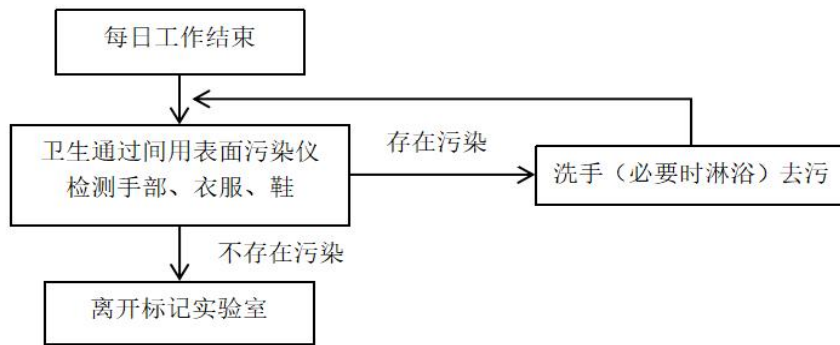 每日工作结束
卫生通过间用表面污染仪
检测手部、衣服、鞋
存在污染
洗手（必要时淋浴）去污
不存在污染
离开标记实验室